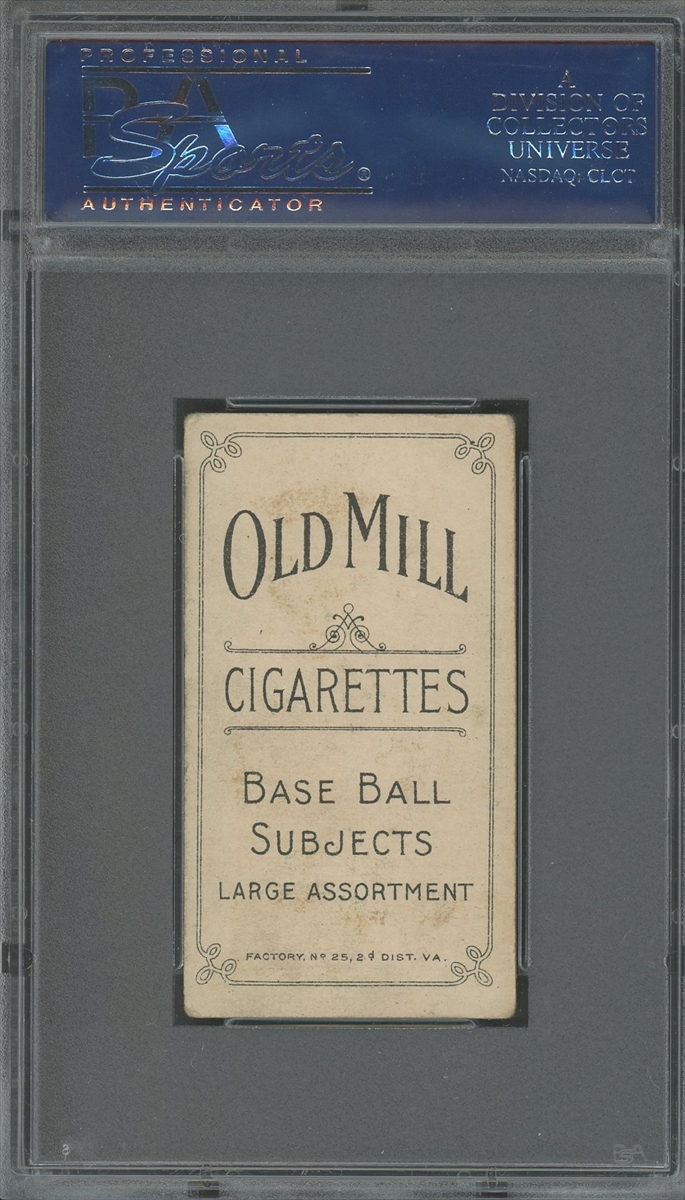 PROFESSIONAL
PSA
Sports®
AUTHENTICATOR
A
DIVISION OF
COLLECTORS
UNIVERSE
NASDAQ: CLCT
OLD MILL
CIGARETTES
BASE BALL
SUBJECTS
LARGE ASSORTMENT
FACTORY, Nº 25, 2ᵈ DIST. VA.
PSA